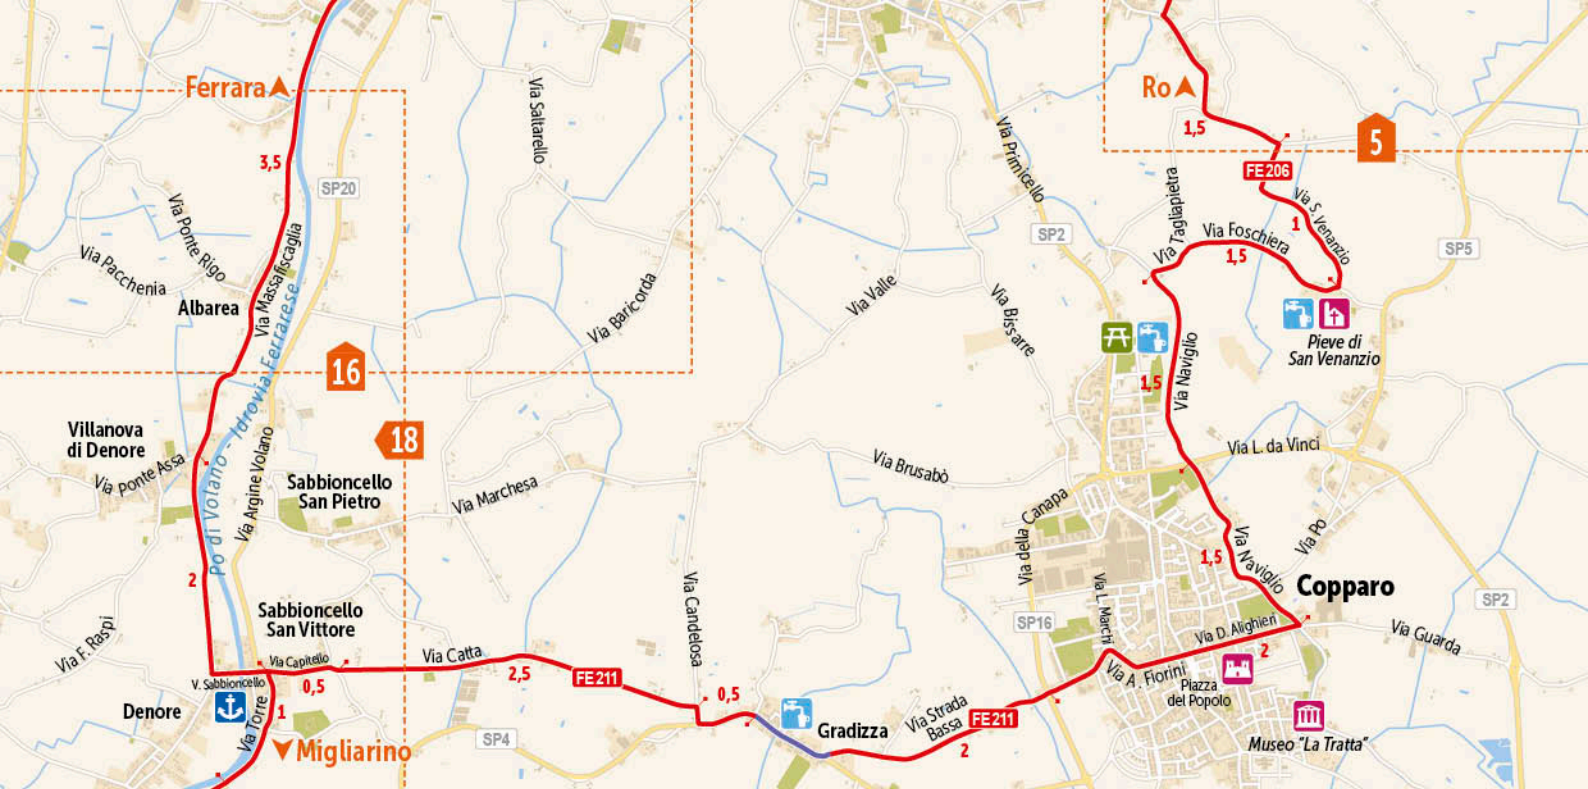 Ferrara
Ro
1,5
5
3,5
SP20
Via Saltarello
Via Primicello
FE206
Via S. Venanzio
1
Via Ponte Rigo
Via Tagliapietra
Via Foschiera
1,5
SP2
SP5
Via Pacchenia
Albarea
Via Massafiscaglia
Via Baricorda
Via Valle
Via Bissarre
Pieve di
San Venanzio
16
1,5
Via Naviglio
Po di Volano - Idrovia Ferrarese
Villanova
di Denore
18
Via Ponte Assa
Via Argine Volano
Sabbioncello
San Pietro
Via Marchesa
Via Brusabò
Via L. da Vinci
Via della Canapa
Via Po
1,5
Via Naviglio
Copparo
2
Sabbioncello
San Vittore
Via Candelosa
Via L. Marchi
SP16
SP2
Via F. Raspi
Via Capitello
Via Catta
Via D. Alighieri
2
Via Guarda
V. Sabbioncello
0,5
2,5
FE211
0,5
Via A. Fiorini
Piazza
del Popolo
Denore
1
Via Torre
Migliarino
SP4
Gradizza
Via Strada
Bassa
FE211
2
Museo "La Tratta"